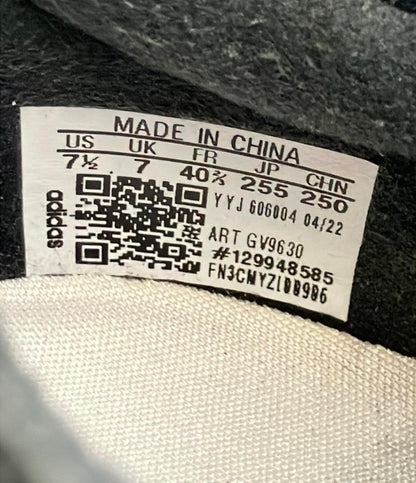 MADE IN CHINA
US UK FR JP CHN
7½ 7 40⅔ 255 250
adidas
YYJ 606004 04/22
ART GV9630
#129948585